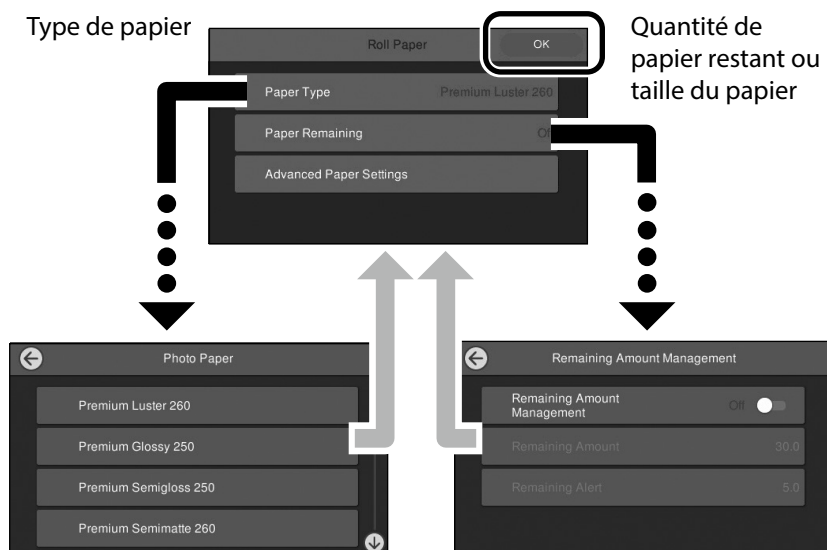 Type de papier
Quantité de
papier restant ou
taille du papier
Roll Paper
OK
Paper Type
Premium Luster 260
Paper Remaining
Off
Advanced Paper Settings
Photo Paper
Premium Luster 260
Premium Glossy 250
Premium Semigloss 250
Premium Semimatte 260
Remaining Amount Management
Remaining Amount
Management
Off
Remaining Amount
30.0
Remaining Alert
5.0